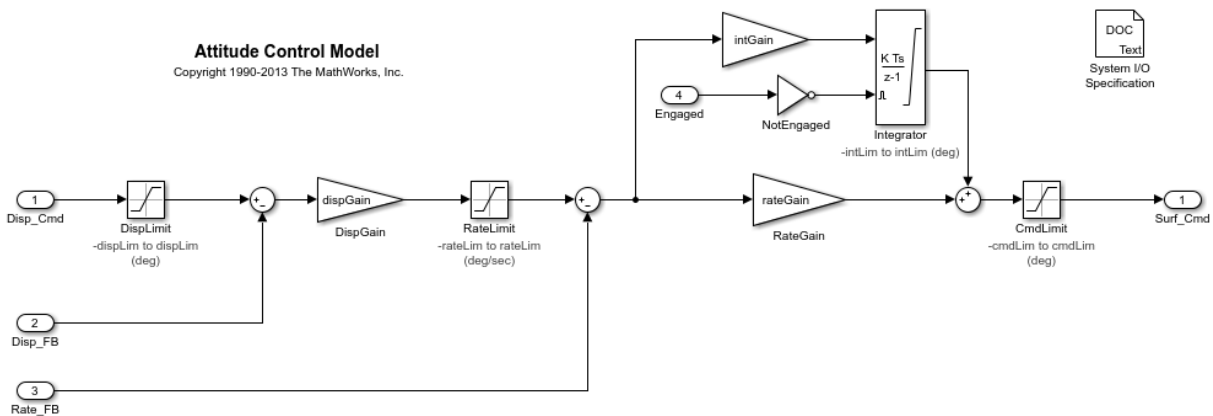 Attitude Control Model
Copyright 1990-2013 The MathWorks, Inc.
intGain
K Ts
z-1
4
Engaged
NotEngaged
Integrator
-intLim to intLim (deg)
DOC
Text
System I/O
Specification
1
Disp_Cmd
DispLimit
-dispLim to dispLim
(deg)
+
-
dispGain
DispGain
RateLimit
-rateLim to rateLim
(deg/sec)
+
-
rateGain
RateGain
+
+
CmdLimit
-cmdLim to cmdLim
(deg)
1
Surf_Cmd
2
Disp_FB
3
Rate_FB